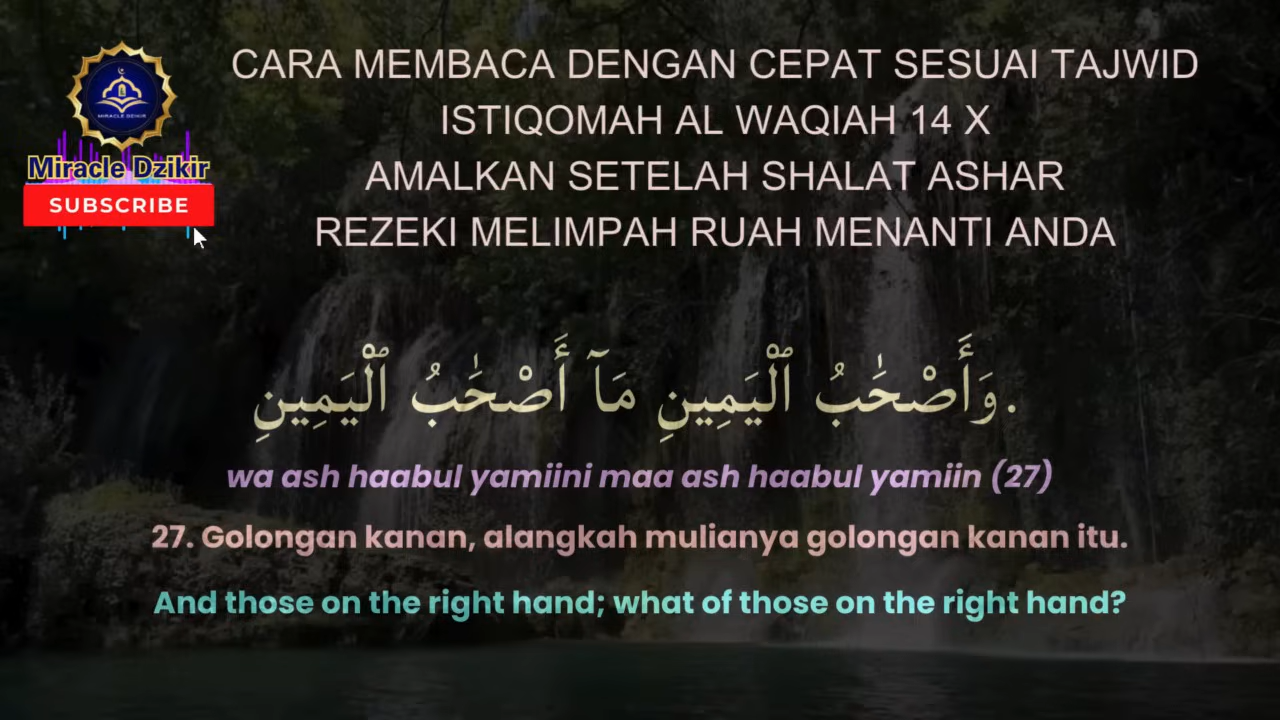 CARA MEMBACA DENGAN CEPAT SESUAI TAJWID
ISTIQOMAH AL WAQIAH 14 X
AMALKAN SETELAH SHALAT ASHAR
REZEKI MELIMPAH RUAH MENANTI ANDA
MIRACLE DZIKIR
Miracle Dzikir
SUBSCRIBE
.وَأَصْحَٰبُ ٱلْيَمِينِ مَآ أَصْحَٰبُ ٱلْيَمِينِ
wa ash haabul yamiini maa ash haabul yamiin (27)
27. Golongan kanan, alangkah mulianya golongan kanan itu.
And those on the right hand; what of those on the right hand?